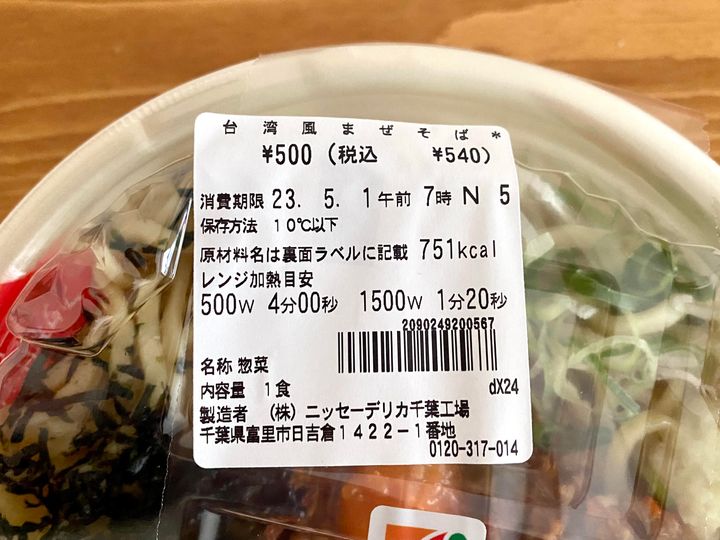 台湾風まぜそば*
¥500(税込 ¥540)
消費期限 23. 5. 1午前 7時 N 5
保存方法 10℃以下
原材料名は裏面ラベルに記載 751kcal
レンジ加熱目安
500W 4分00秒 1500W 1分20秒
2090249200567
名称 惣菜
内容量 1食 dX24
製造者 (株)ニッセーデリカ千葉工場
千葉県富里市日吉倉1422-1番地
0120-317-014